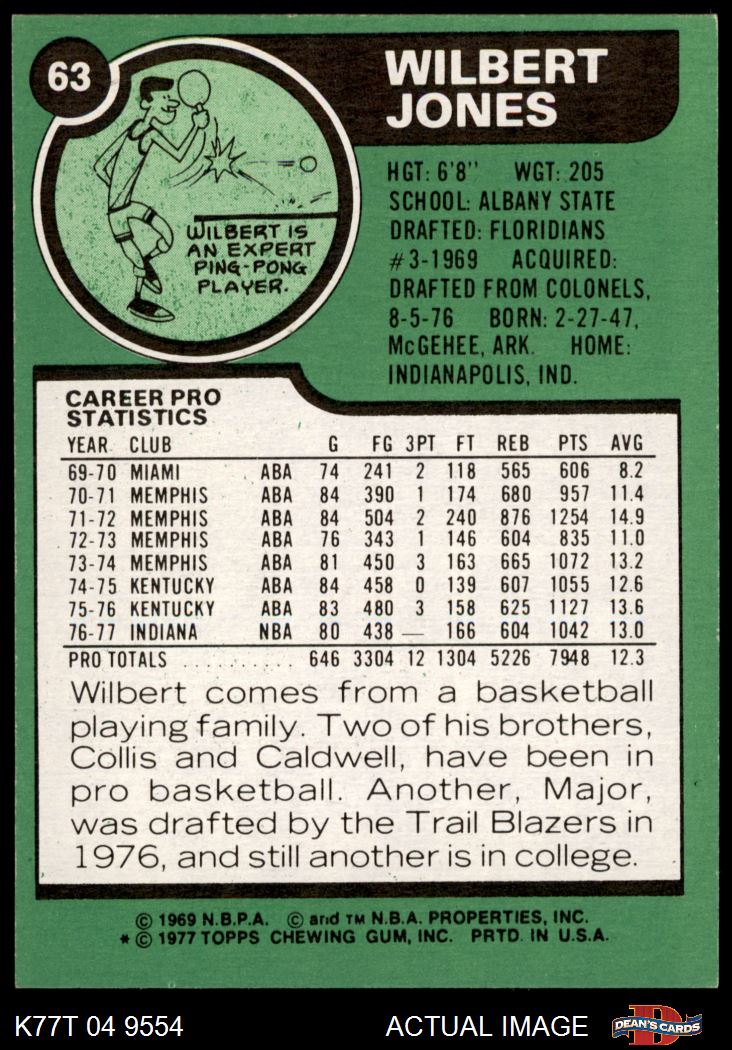 63
WILBERT
JONES
WILBERT IS
AN EXPERT
PING-PONG
PLAYER.
HGT: 6'8" WGT: 205
SCHOOL: ALBANY STATE
DRAFTED: FLORIDIANS
#3-1969 ACQUIRED:
DRAFTED FROM COLONELS,
8-5-76 BORN: 2-27-47,
McGEHEE, ARK. HOME:
INDIANAPOLIS, IND.
CAREER PRO
STATISTICS
YEAR CLUB G FG 3PT FT REB PTS AVG
69-70 MIAMI ABA 74 241 2 118 565 606 8.2
70-71 MEMPHIS ABA 84 390 1 174 680 957 11.4
71-72 MEMPHIS ABA 84 504 2 240 876 1254 14.9
72-73 MEMPHIS ABA 76 343 1 146 604 835 11.0
73-74 MEMPHIS ABA 81 450 3 163 665 1072 13.2
74-75 KENTUCKY ABA 84 458 0 139 607 1055 12.6
75-76 KENTUCKY ABA 83 480 3 158 625 1127 13.6
76-77 INDIANA NBA 80 438 — 166 604 1042 13.0
PRO TOTALS .......... 646 3304 12 1304 5226 7948 12.3
Wilbert comes from a basketball
playing family. Two of his brothers,
Collis and Caldwell, have been in
pro basketball. Another, Major,
was drafted by the Trail Blazers in
1976, and still another is in college.
© 1969 N.B.P.A. © and TM N.B.A. PROPERTIES, INC.
* © 1977 TOPPS CHEWING GUM, INC. PRTD. IN U.S.A.
K77T 04 9554 ACTUAL IMAGE D DEAN'S CARDS